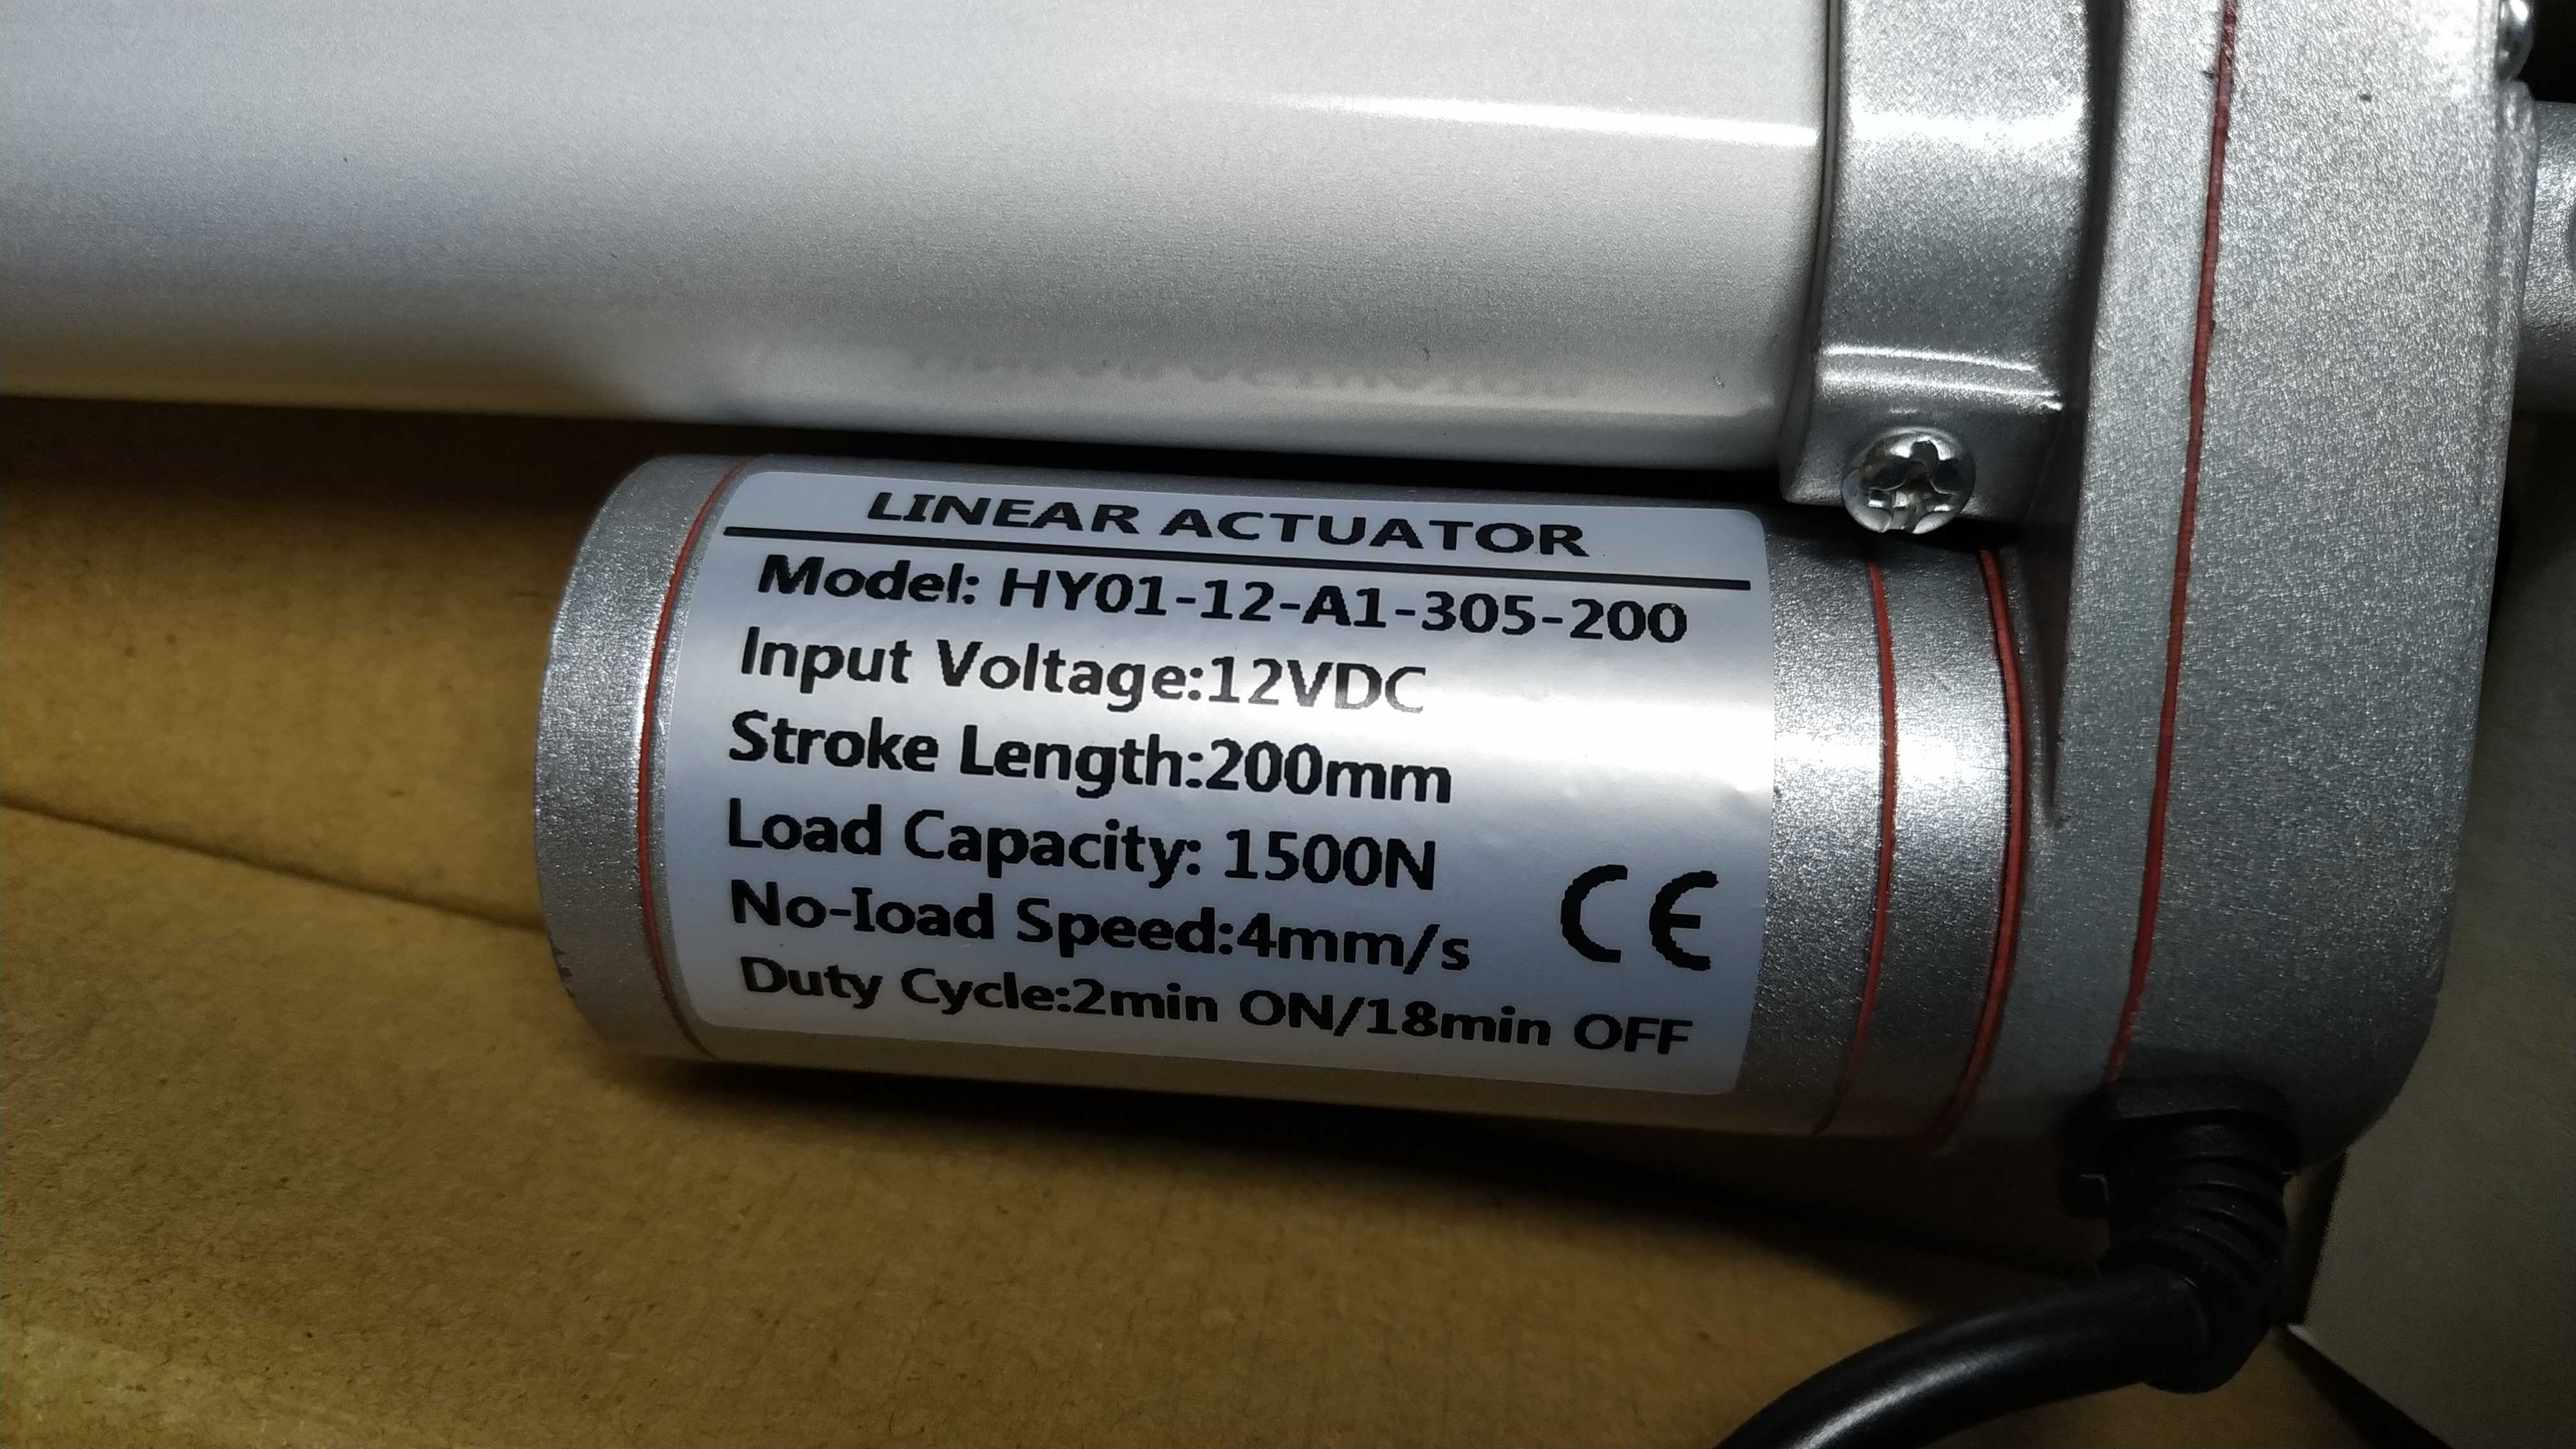 LINEAR ACTUATOR
Model: HY01-12-A1-305-200
Input Voltage:12VDC
Stroke Length:200mm
Load Capacity: 1500N
No-Ioad Speed:4mm/s
CE
Duty Cycle:2min ON/18min OFF